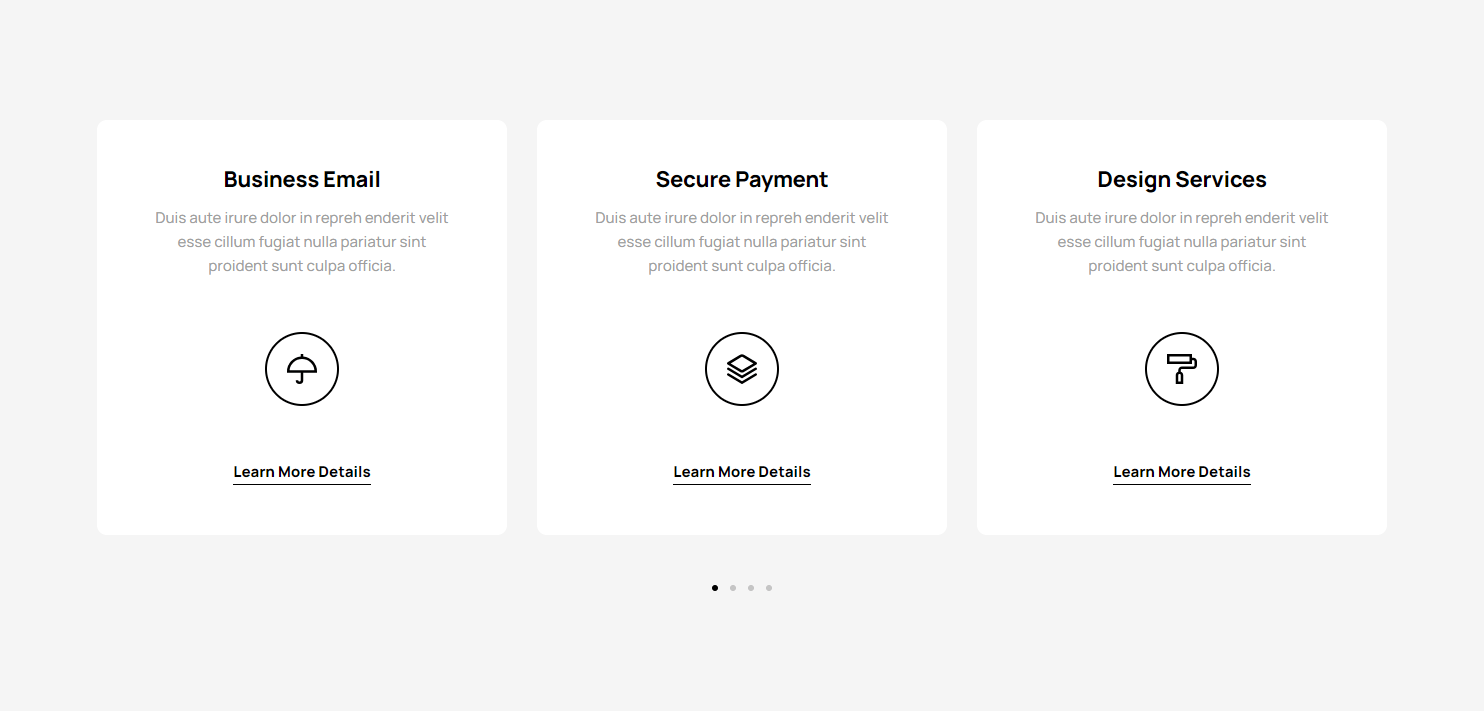 Business Email
Duis aute irure dolor in repreh enderit velit
esse cillum fugiat nulla pariatur sint
proident sunt culpa officia.
Learn More Details
Secure Payment
Duis aute irure dolor in repreh enderit velit
esse cillum fugiat nulla pariatur sint
proident sunt culpa officia.
Learn More Details
Design Services
Duis aute irure dolor in repreh enderit velit
esse cillum fugiat nulla pariatur sint
proident sunt culpa officia.
Learn More Details